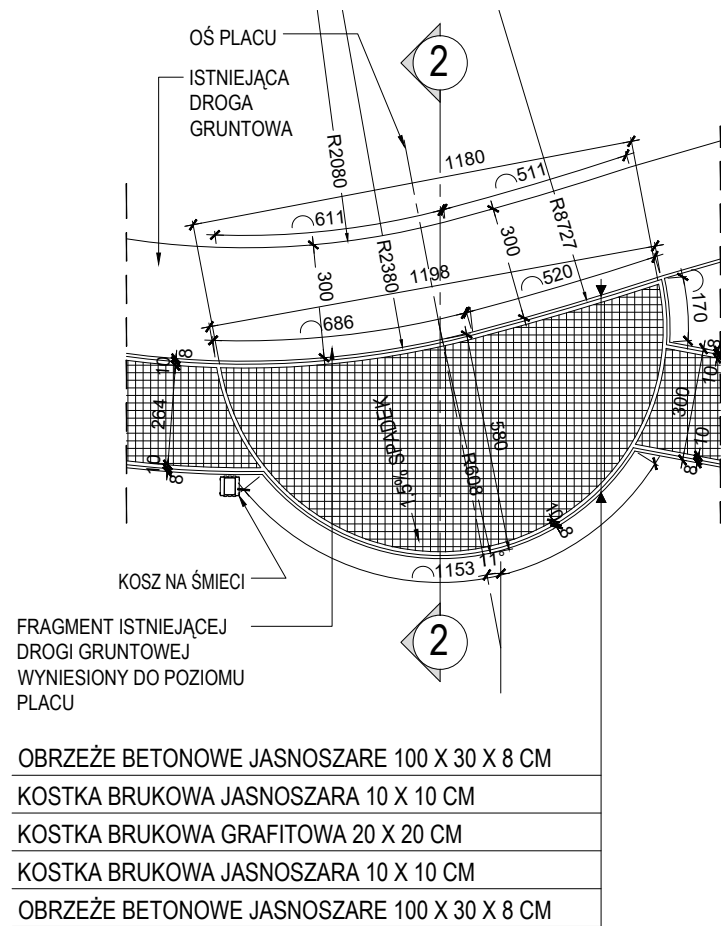 OŚ PLACU
2
ISTNIEJĄCA
DROGA
GRUNTOWA
R2080
1180
511
611
R2380
300
300
R8727
1198
520
686
170
10
8
264
10
8
8
10
300
10
8
1,5% SPADEK
580
R608
10
8
11°
1153
KOSZ NA ŚMIECI
2
FRAGMENT ISTNIEJĄCEJ
DROGI GRUNTOWEJ
WYNIESIONY DO POZIOMU
PLACU
OBRZEŻE BETONOWE JASNOSZARE 100 X 30 X 8 CM
KOSTKA BRUKOWA JASNOSZARA 10 X 10 CM
KOSTKA BRUKOWA GRAFITOWA 20 X 20 CM
KOSTKA BRUKOWA JASNOSZARA 10 X 10 CM
OBRZEŻE BETONOWE JASNOSZARE 100 X 30 X 8 CM